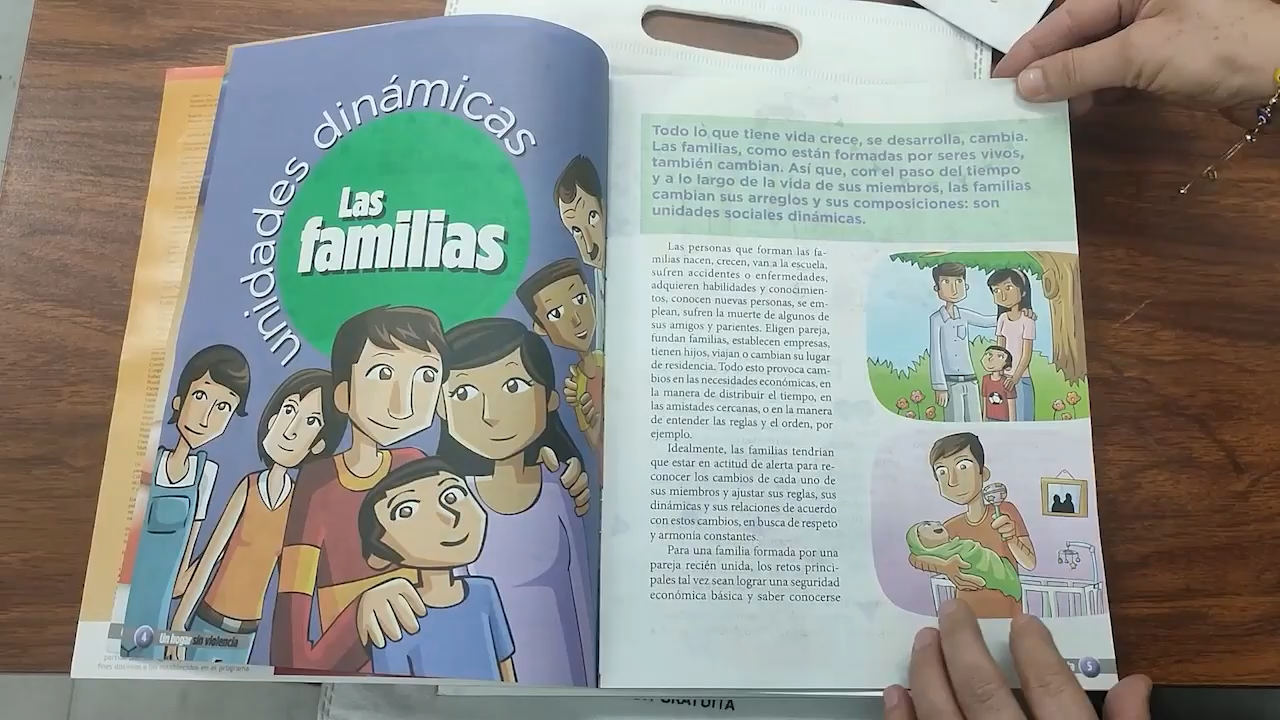 unidades dinámicas
Las
familias
4 Un hogar sin violencia
fines distintos a los establecidos en el programa
Todo lo que tiene vida crece, se desarrolla, cambia.
Las familias, como están formadas por seres vivos,
también cambian. Así que, con el paso del tiempo
y a lo largo de la vida de sus miembros, las familias
cambian sus arreglos y sus composiciones: son
unidades sociales dinámicas.
Las personas que forman las fa-
milias nacen, crecen, van a la escuela,
sufren accidentes o enfermedades,
adquieren habilidades y conocimien-
tos, conocen nuevas personas, se em-
plean, sufren la muerte de algunos de
sus amigos y parientes. Eligen pareja,
fundan familias, establecen empresas,
tienen hijos, viajan o cambian su lugar
de residencia. Todo esto provoca cam-
bios en las necesidades económicas, en
la manera de distribuir el tiempo, en
las amistades cercanas, o en la manera
de entender las reglas y el orden, por
ejemplo.
Idealmente, las familias tendrían
que estar en actitud de alerta para re-
conocer los cambios de cada uno de
sus miembros y ajustar sus reglas, sus
dinámicas y sus relaciones de acuerdo
con estos cambios, en busca de respeto
y armonía constantes.
Para una familia formada por una
pareja recién unida, los retos princi-
pales tal vez sean lograr una seguridad
económica básica y saber conocerse
5
GRATUITA